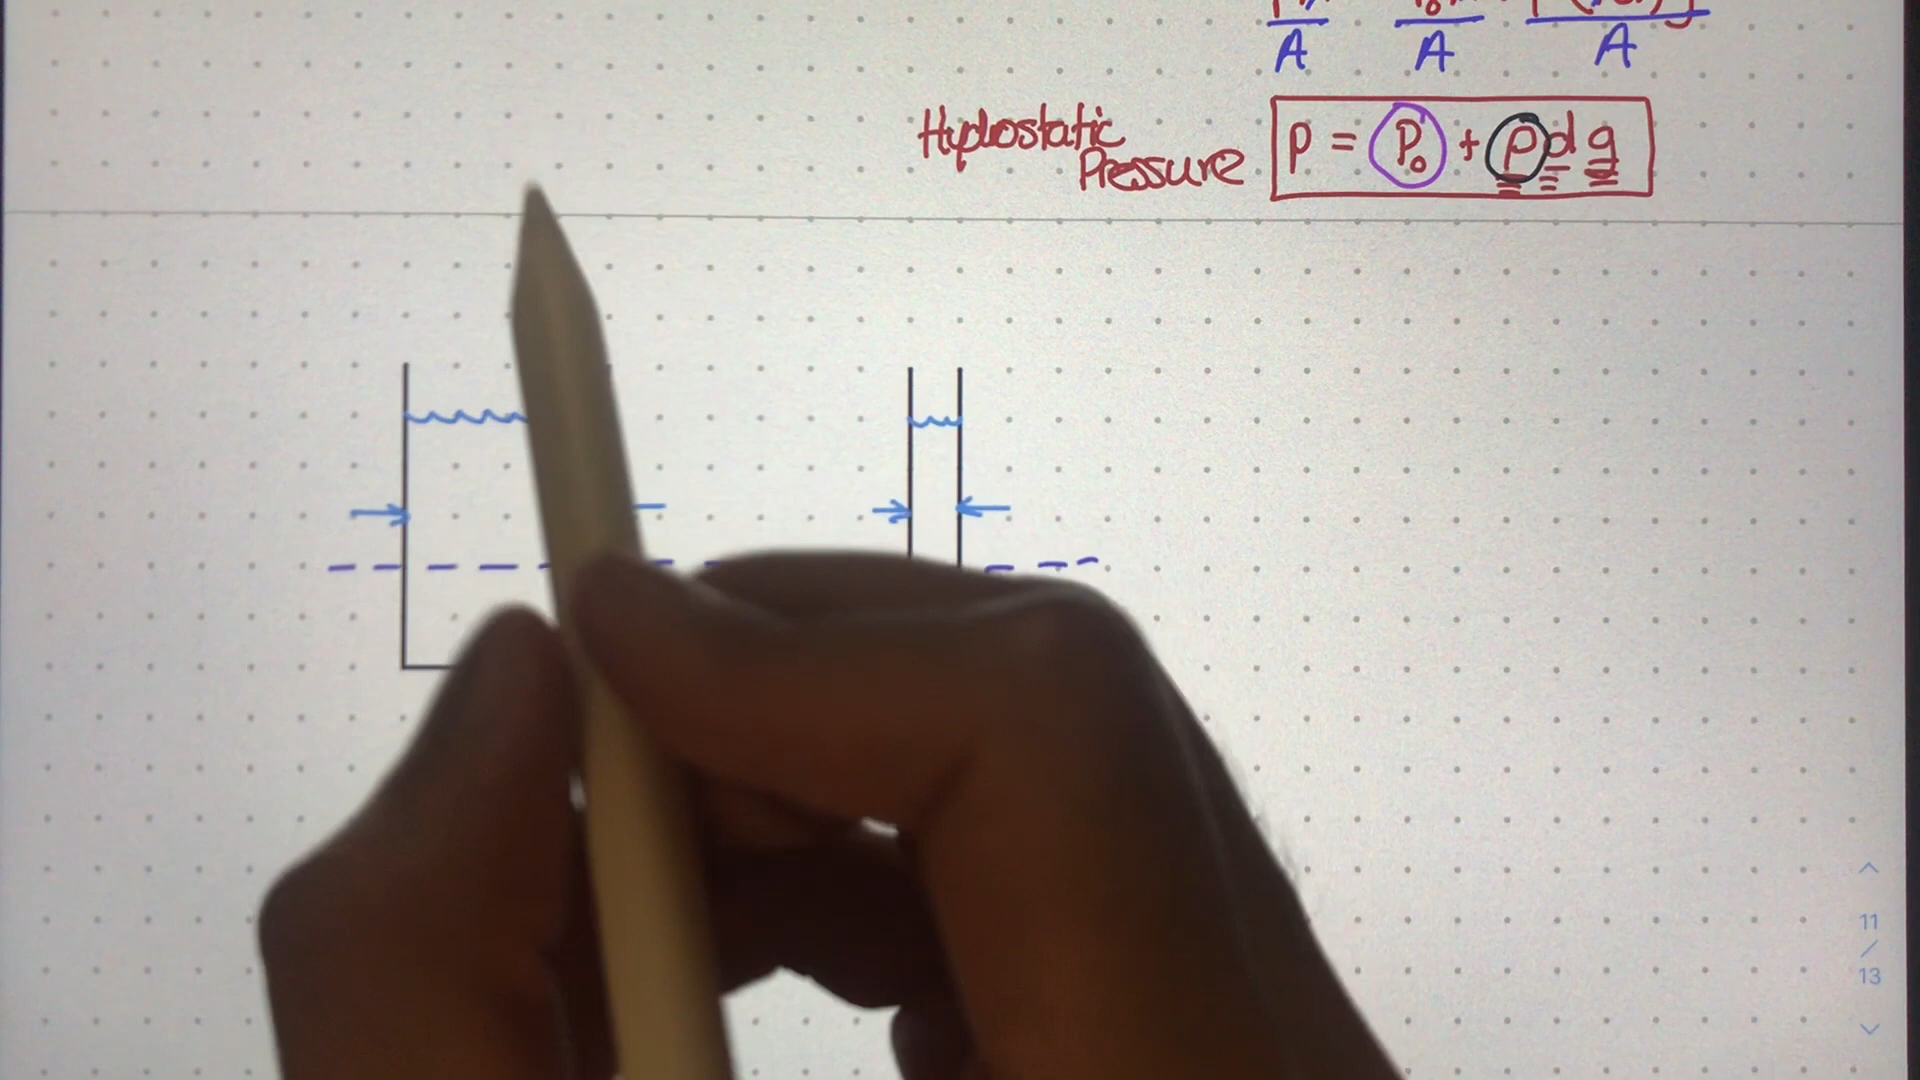 A A A
Hydrostatic
Pressure
P = P₀ + ρdg
11
/
13